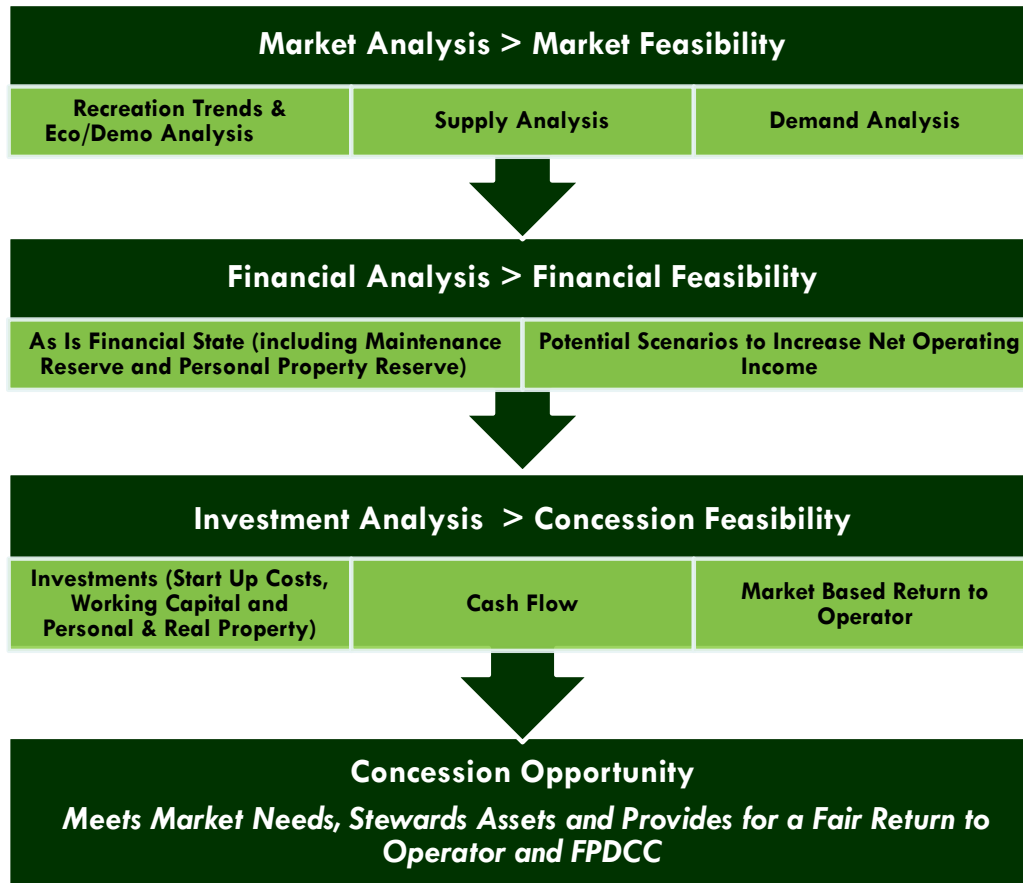 Market Analysis > Market Feasibility
Recreation Trends &
Eco/Demo Analysis
Supply Analysis
Demand Analysis
Financial Analysis > Financial Feasibility
As Is Financial State (including Maintenance
Reserve and Personal Property Reserve)
Potential Scenarios to Increase Net Operating
Income
Investment Analysis > Concession Feasibility
Investments (Start Up Costs,
Working Capital and
Personal & Real Property)
Cash Flow
Market Based Return to
Operator
Concession Opportunity
Meets Market Needs, Stewards Assets and Provides for a Fair Return to
Operator and FPDCC